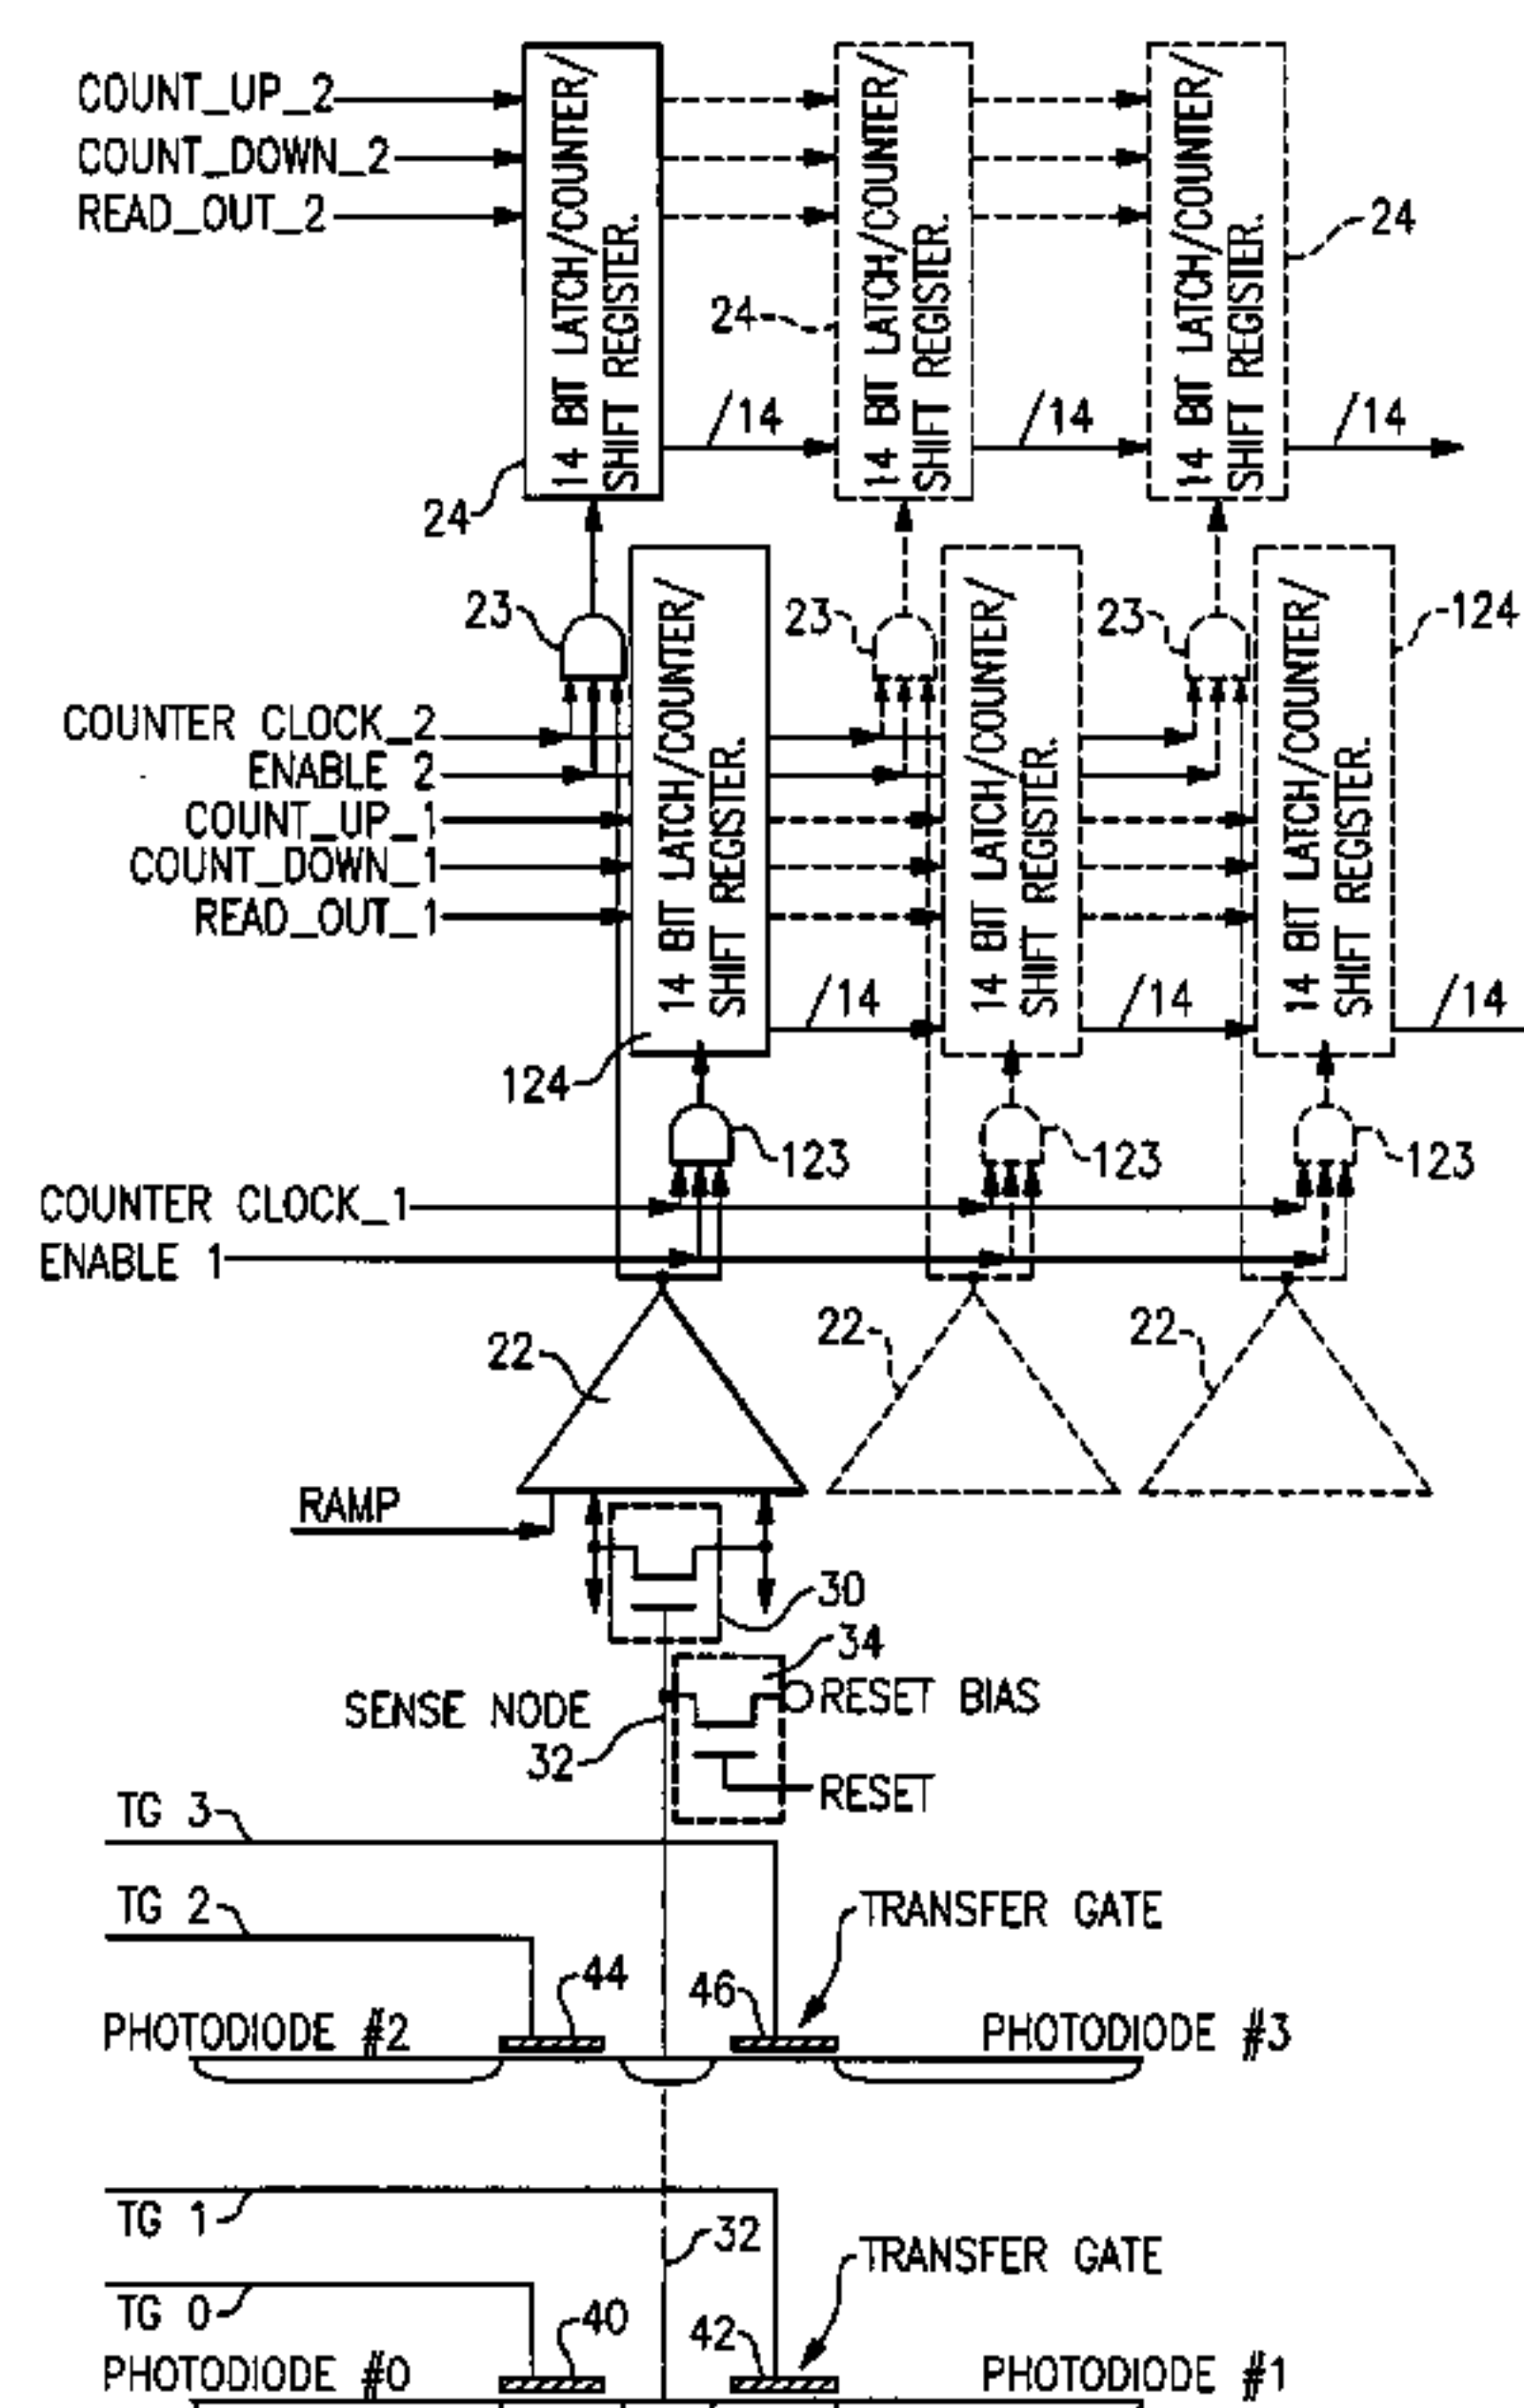 COUNT_UP_2
COUNT_DOWN_2
READ_OUT_2
14 BIT LATCH/COUNTER/
SHIFT REGISTER.
14 BIT LATCH/COUNTER/
SHIFT REGISTER.
14 BIT LATCH/COUNTER/
SHIFT REGISTER.
24
24
24
/14
/14
/14
23
23
23
124
COUNTER CLOCK_2
ENABLE 2
COUNT_UP_1
COUNT_DOWN_1
READ_OUT_1
14 BIT LATCH/COUNTER/
SHIFT REGISTER.
14 BIT LATCH/COUNTER/
SHIFT REGISTER.
14 BIT LATCH/COUNTER/
SHIFT REGISTER.
/14
/14
/14
124
123
123
123
COUNTER CLOCK_1
ENABLE 1
22
22
22
RAMP
30
34
SENSE NODE
32
RESET BIAS
RESET
TG 3
TG 2
TRANSFER GATE
44
46
PHOTODIODE #2
PHOTODIODE #3
TG 1
32
TRANSFER GATE
TG 0
40
42
PHOTODIODE #0
PHOTODIODE #1